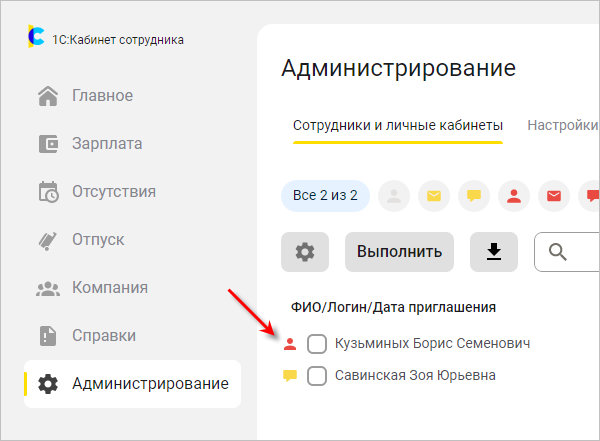 1С:Кабинет сотрудника
Главное
Зарплата
Отсутствия
Отпуск
Компания
Справки
Администрирование
Администрирование
Сотрудники и личные кабинеты
Настройки
Все 2 из 2
Выполнить
ФИО/Логин/Дата приглашения
Кузьминых Борис Семенович
Савинская Зоя Юрьевна